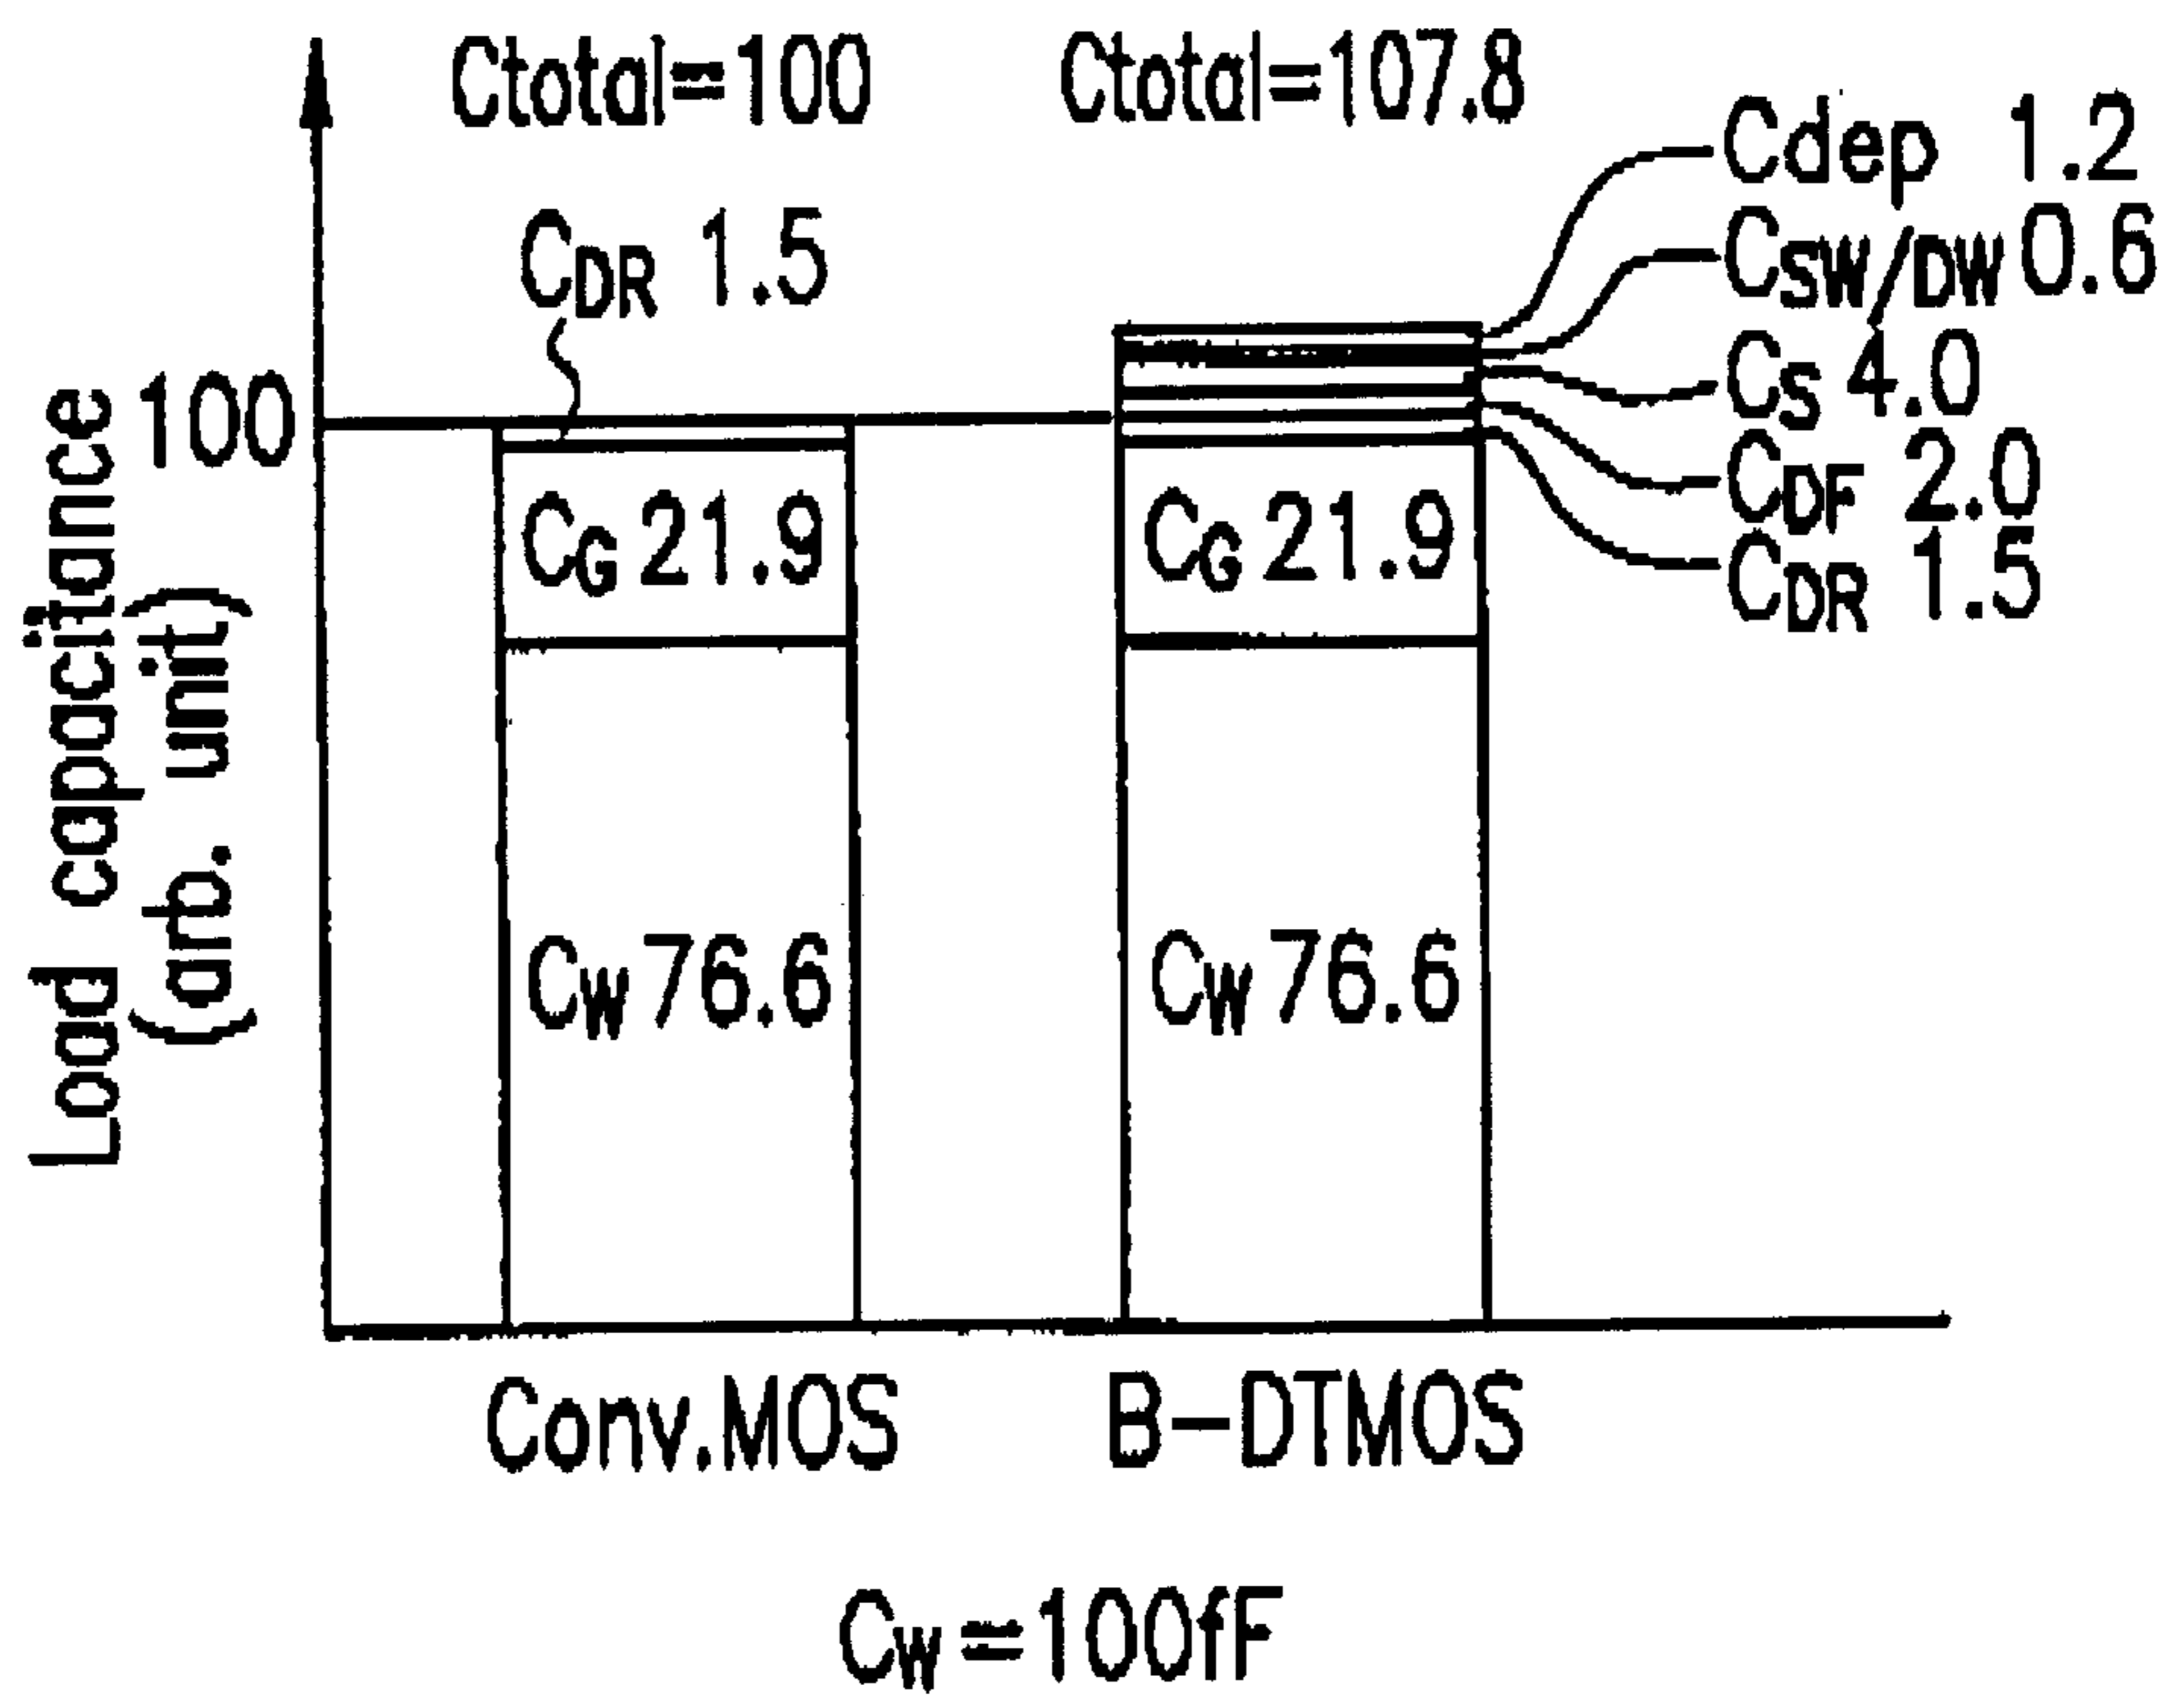 Ctotal=100
Ctotal=107.8
Cdep 1.2
CSW/DW 0.6
CS 4.0
CDF 2.0
CDR 1.5
CDR 1.5
100
Load capacitance
(arb. unit)
CG 21.9
CG 21.9
CW 76.6
CW 76.6
Conv.MOS
B-DTMOS
CW=100fF